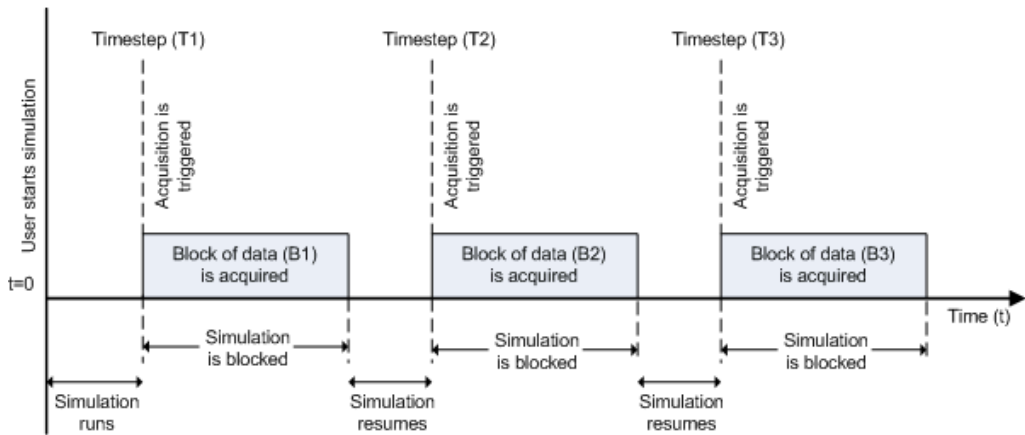 Timestep (T1)
Timestep (T2)
Timestep (T3)
User starts simulation
Acquisition is
triggered
Acquisition is
triggered
Acquisition is
triggered
Block of data (B1)
is acquired
Block of data (B2)
is acquired
Block of data (B3)
is acquired
t=0
Time (t)
Simulation
is blocked
Simulation
is blocked
Simulation
is blocked
Simulation
runs
Simulation
resumes
Simulation
resumes